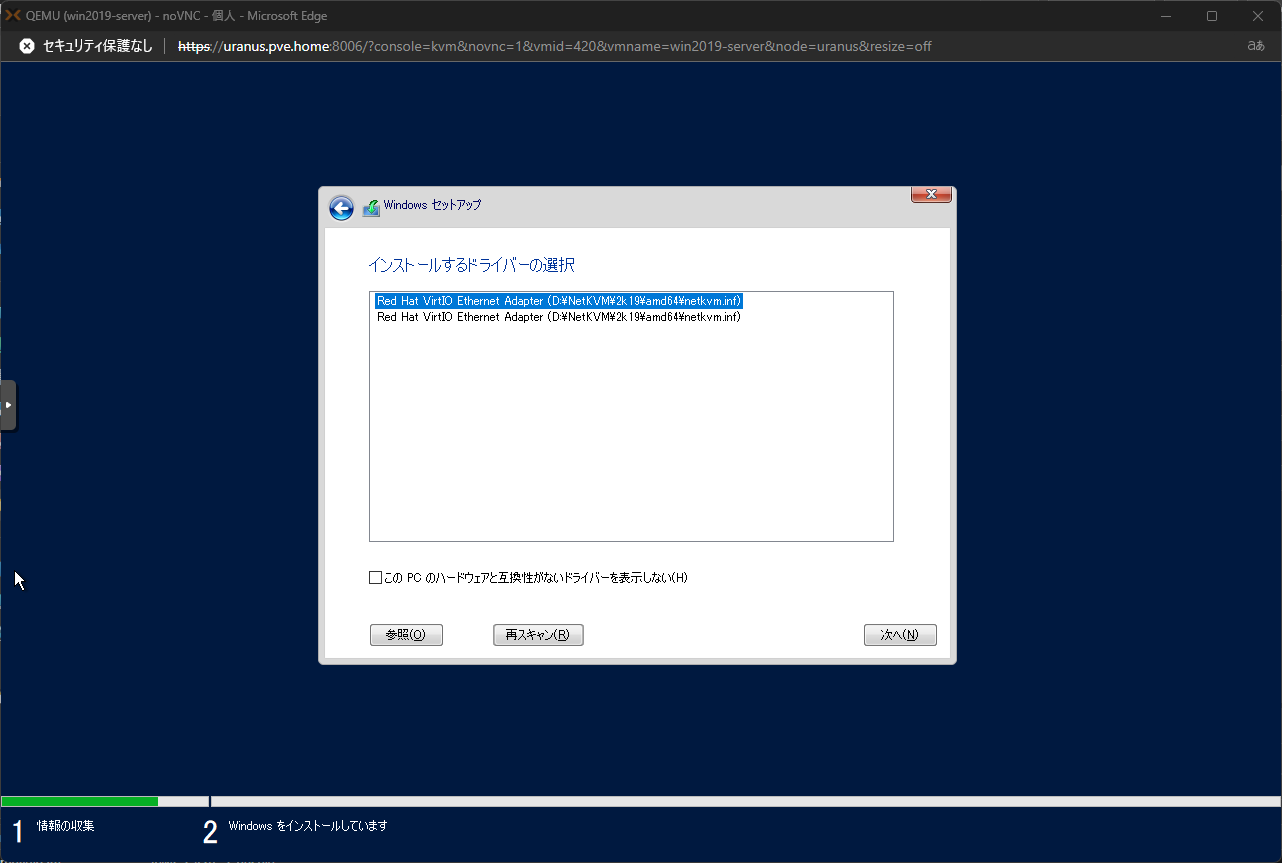 QEMU (win2019-server) - noVNC - 個人 - Microsoft Edge
セキュリティ保護なし
https://uranus.pve.home:8006/?console=kvm&novnc=1&vmid=420&vmname=win2019-server&node=uranus&resize=off
aあ
Windows セットアップ
インストールするドライバーの選択
Red Hat VirtIO Ethernet Adapter (D:¥NetKVM¥2k19¥amd64¥netkvm.inf)
Red Hat VirtIO Ethernet Adapter (D:¥NetKVM¥2k19¥amd64¥netkvm.inf)
この PC のハードウェアと互換性がないドライバーを表示しない(H)
参照(O) 再スキャン(R) 次へ(N)
1 情報の収集 2 Windows をインストールしています